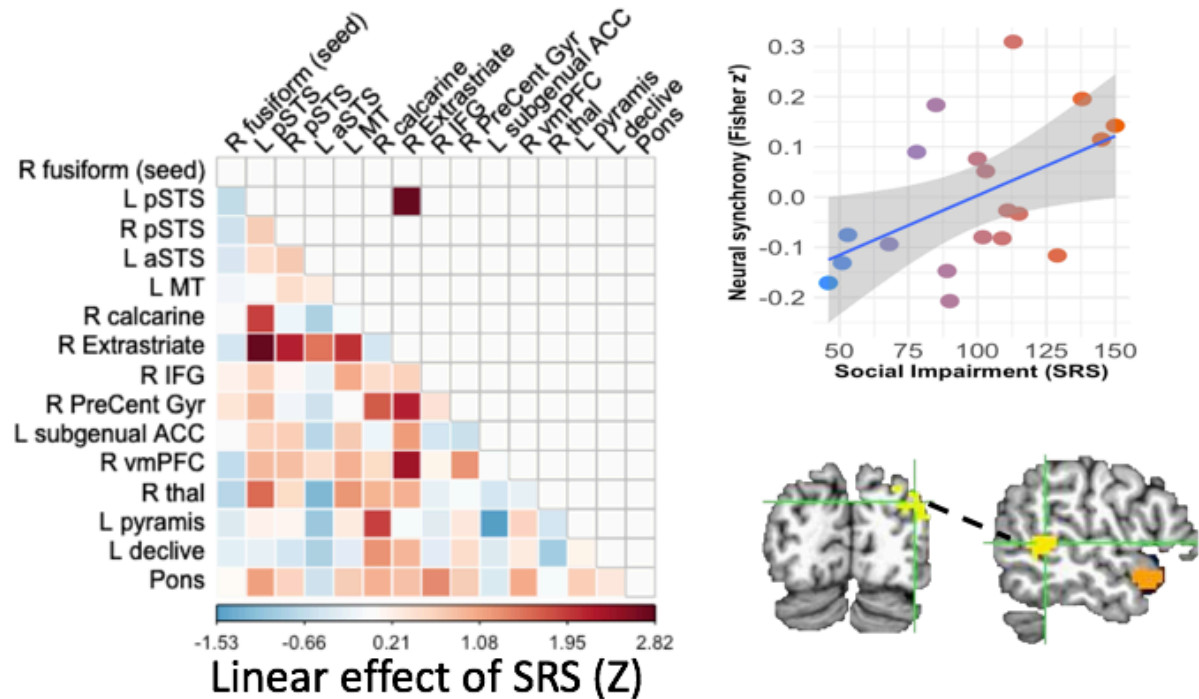 R fusiform (seed)
L pSTS
R pSTS
L aSTS
L MT
R calcarine
R Extrastriate
R IFG
R PreCent Gyr
L subgenual ACC
R vmPFC
R thal
L pyramis
L declive
Pons
R fusiform (seed)
L pSTS
R pSTS
L aSTS
L MT
R calcarine
R Extrastriate
R IFG
R PreCent Gyr
L subgenual ACC
R vmPFC
R thal
L pyramis
L declive
Pons
-1.53 -0.66 0.21 1.08 1.95 2.82
Linear effect of SRS (Z)
Neural synchrony (Fisher z')
0.3
0.2
0.1
0.0
-0.1
-0.2
50 75 100 125 150
Social Impairment (SRS)